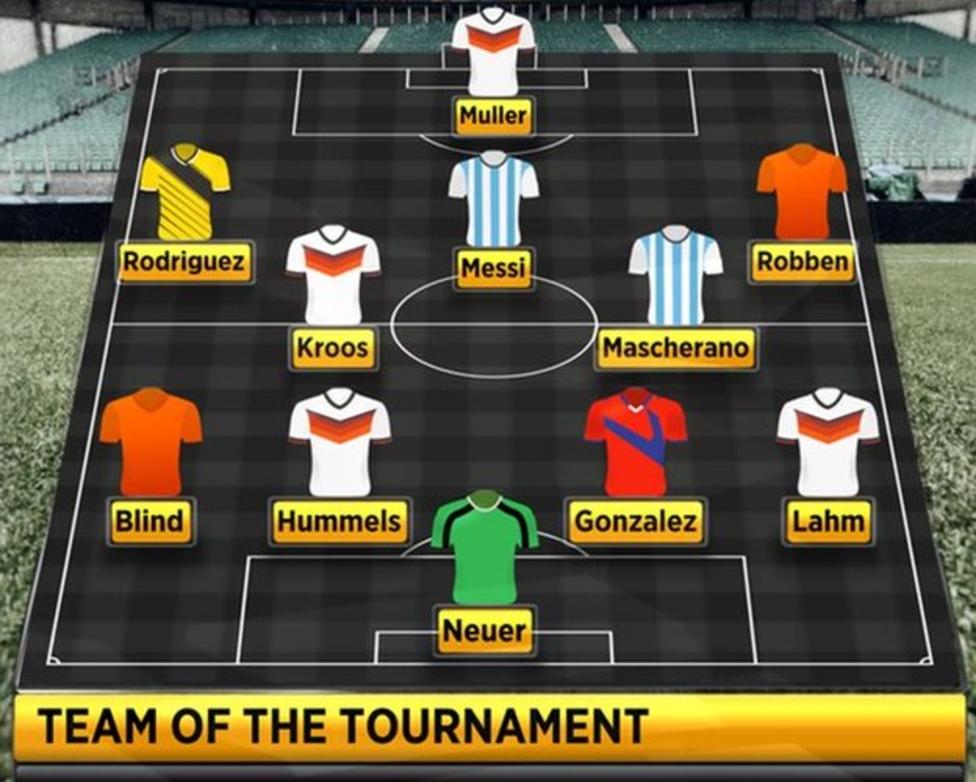 Muller
Rodriguez
Messi
Robben
Kroos
Mascherano
Blind
Hummels
Gonzalez
Lahm
Neuer
TEAM OF THE TOURNAMENT